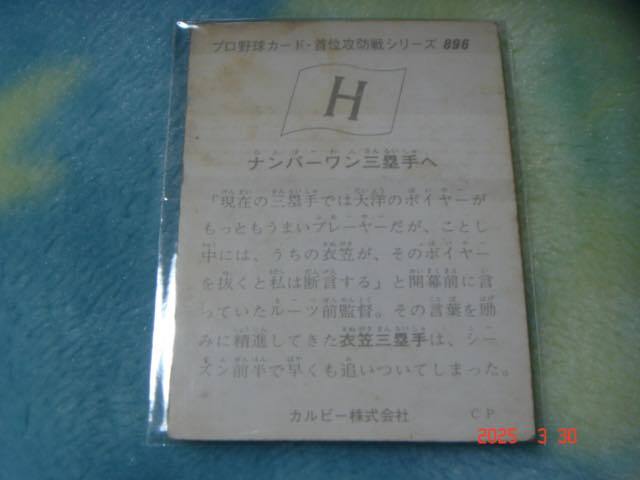 プロ野球カード・首位攻防戦シリーズ 896
H
ナンバーワン三塁手へ
「現在の三塁手では大洋のボイヤーが
もっともうまいプレーヤーだが、ことし
中には、うちの衣笠が、そのボイヤー
を抜くと私は断言する」と開幕前に言
っていたルーツ前監督。その言葉を励
みに精進してきた衣笠三塁手は、シー
ズン前半で早くも追いついてしまった。
カルビー株式会社 CP
2025 3 30